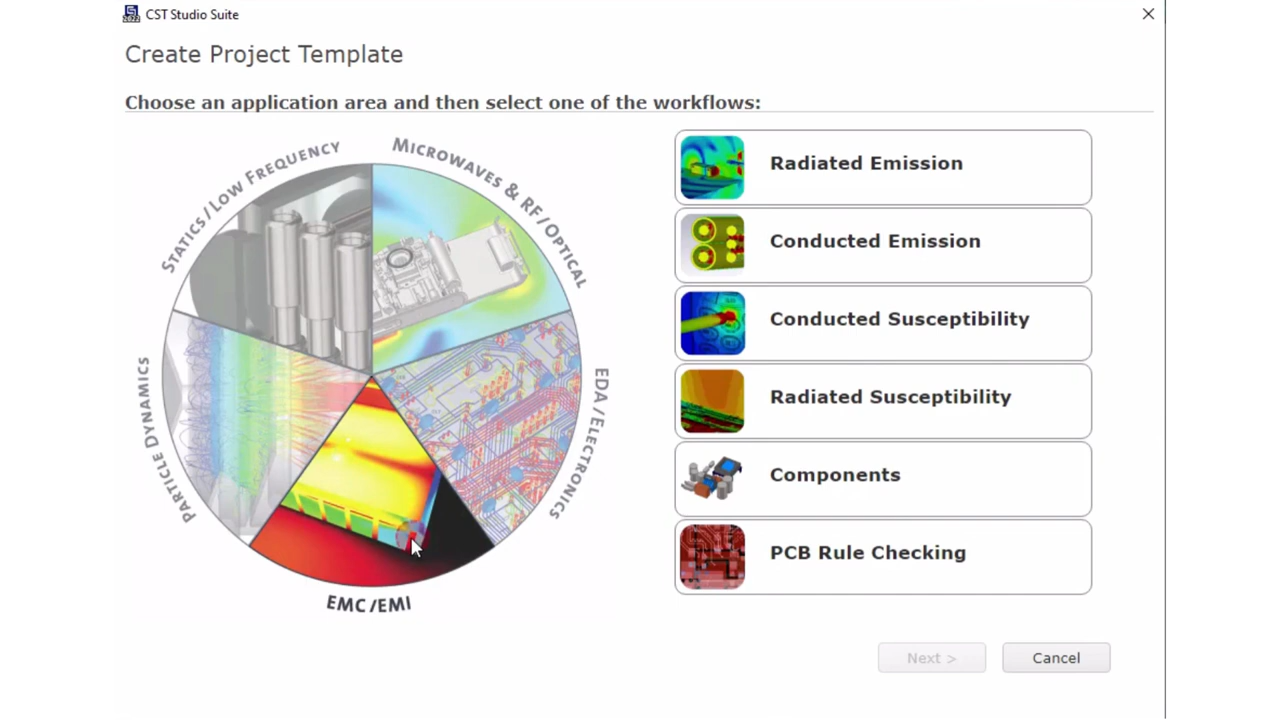 CST Studio Suite
Create Project Template
Choose an application area and then select one of the workflows:
STATICS/LOW FREQUENCY
MICROWAVES & RF/OPTICAL
EDA/ELECTRONICS
EMC/EMI
PARTICLE DYNAMICS
Radiated Emission
Conducted Emission
Conducted Susceptibility
Radiated Susceptibility
Components
PCB Rule Checking
Next >
Cancel